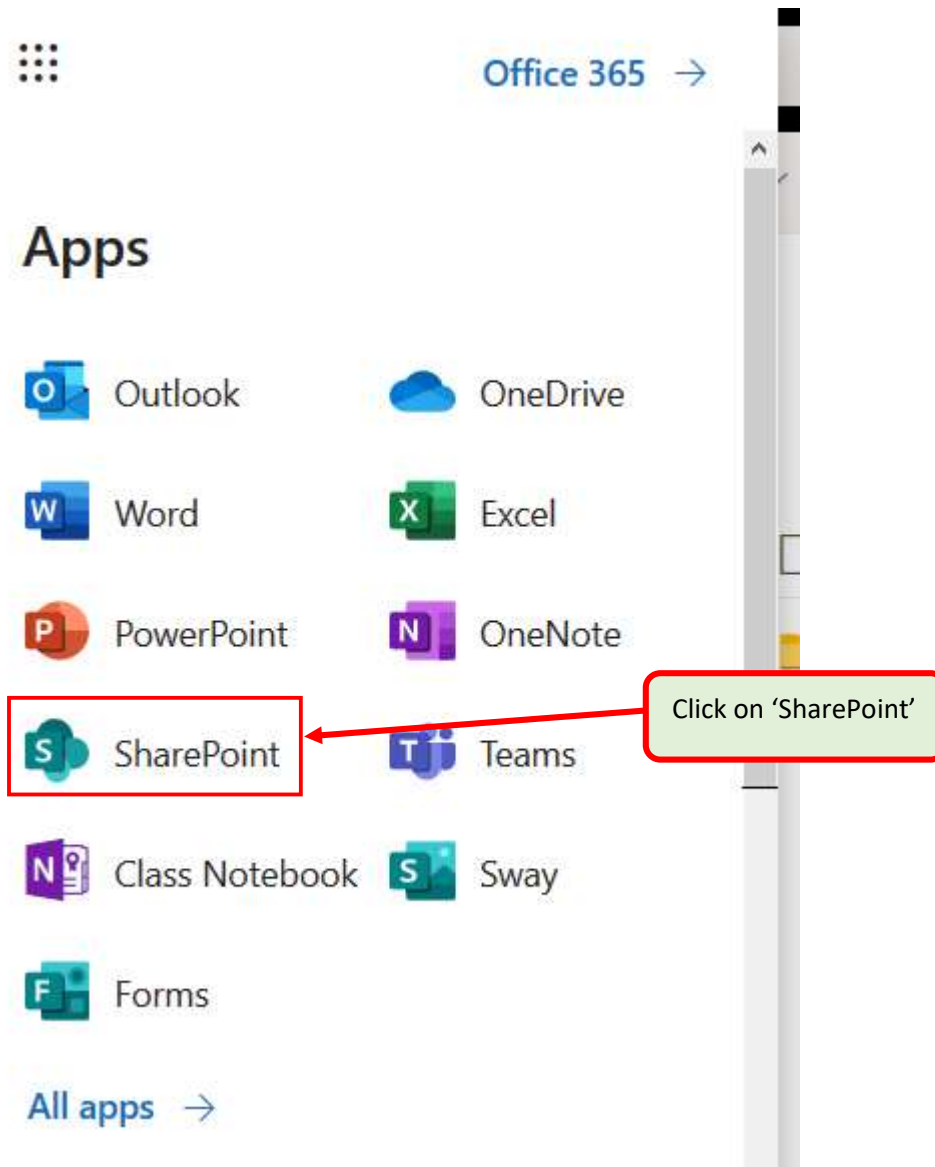 Office 365 →
Apps
Outlook
OneDrive
Word
Excel
PowerPoint
OneNote
SharePoint
Teams
Click on ‘SharePoint’
Class Notebook
Sway
Forms
All apps →